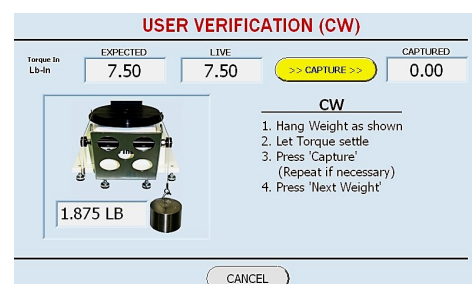 USER VERIFICATION (CW)
EXPECTED LIVE CAPTURED
Torque In
Lb-in 7.50 7.50 >> CAPTURE >> 0.00
CW
1. Hang Weight as shown
2. Let Torque settle
3. Press 'Capture'
(Repeat if necessary)
4. Press 'Next Weight'
1.875 LB
CANCEL